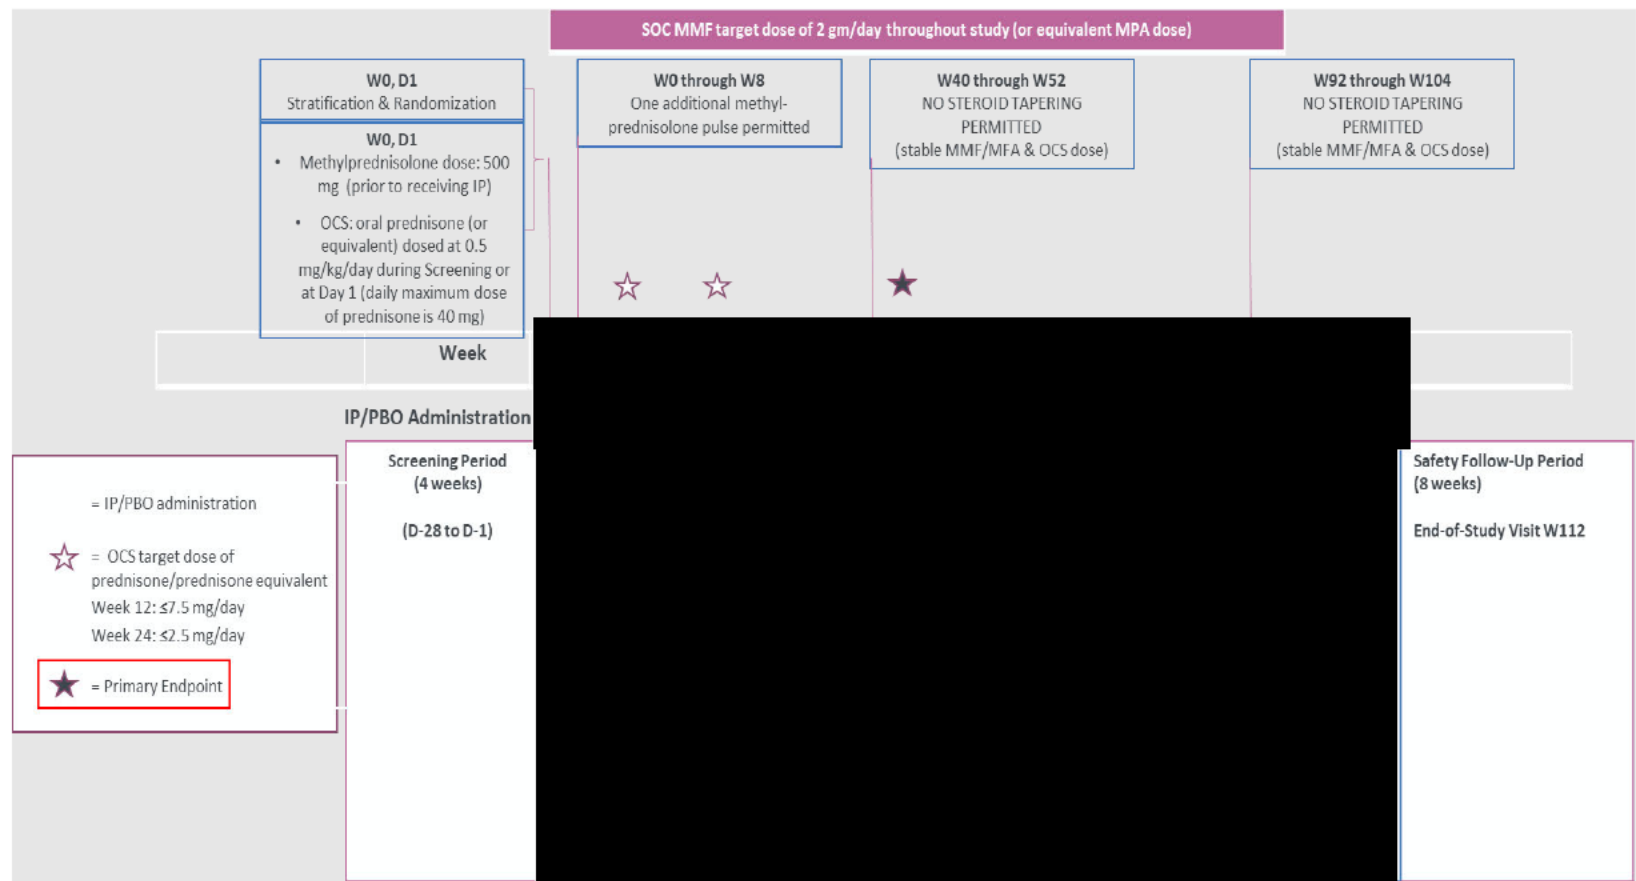 SOC MMF target dose of 2 gm/day throughout study (or equivalent MPA dose)
W0, D1
Stratification & Randomization
W0, D1
• Methylprednisolone dose: 500
mg (prior to receiving IP)
• OCS: oral prednisone (or
equivalent) dosed at 0.5
mg/kg/day during Screening or
at Day 1 (daily maximum dose
of prednisone is 40 mg)
W0 through W8
One additional methyl-
prednisolone pulse permitted
W40 through W52
NO STEROID TAPERING
PERMITTED
(stable MMF/MFA & OCS dose)
W92 through W104
NO STEROID TAPERING
PERMITTED
(stable MMF/MFA & OCS dose)
Week
IP/PBO Administration
Screening Period
(4 weeks)
(D-28 to D-1)
= IP/PBO administration
= OCS target dose of
prednisone/prednisone equivalent
Week 12: ≤7.5 mg/day
Week 24: ≤2.5 mg/day
= Primary Endpoint
Safety Follow-Up Period
(8 weeks)
End-of-Study Visit W112